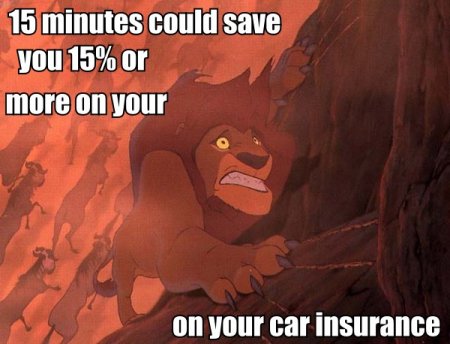 15 minutes could save
you 15% or
more on your
on your car insurance